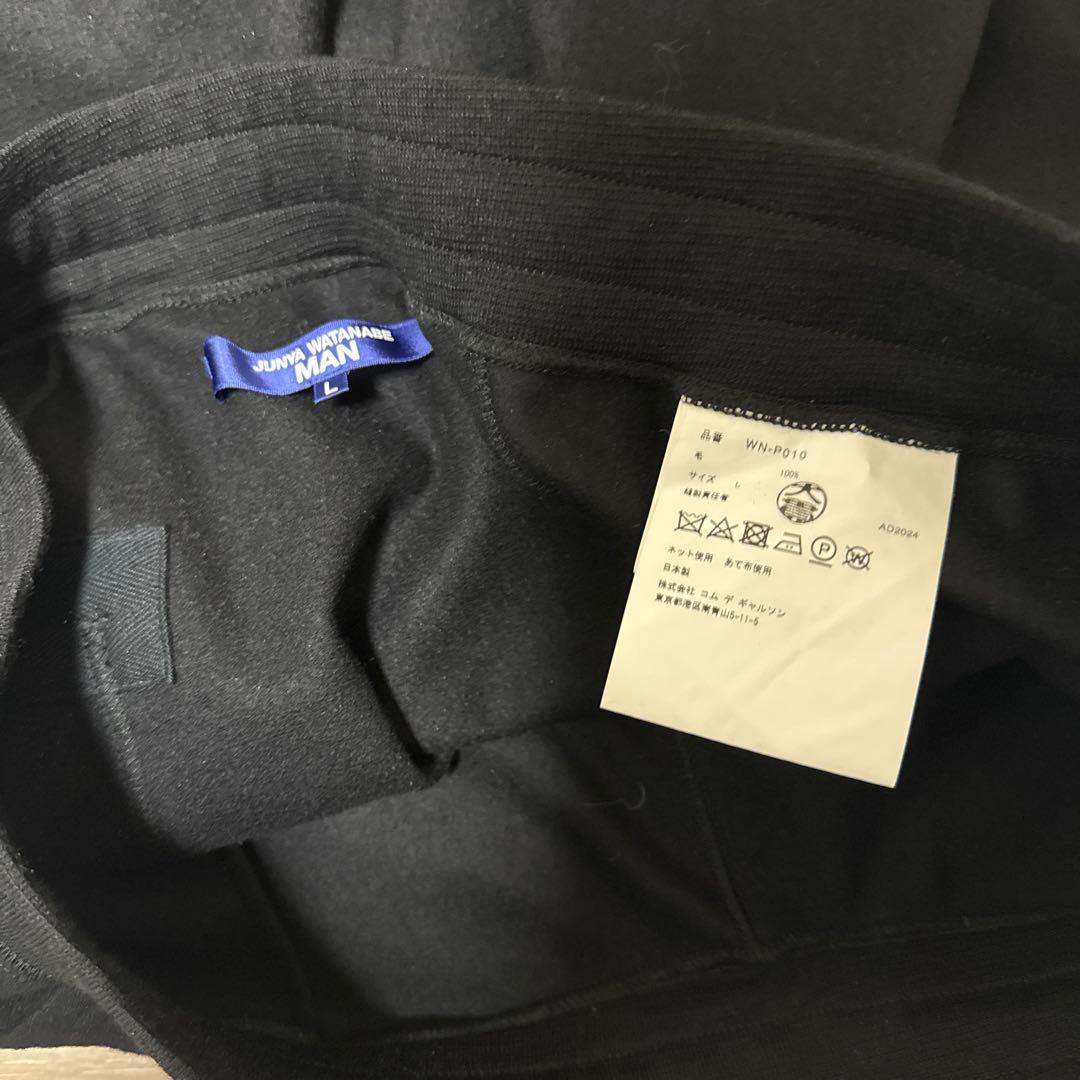 JUNYA WATANABE
MAN
L
品番 WN-P010
毛 100%
サイズ L
縫製責任者
AD2024
P
W
ネット使用 あて布使用
日本製
株式会社 コム デ ギャルソン
東京都港区南青山5-11-5